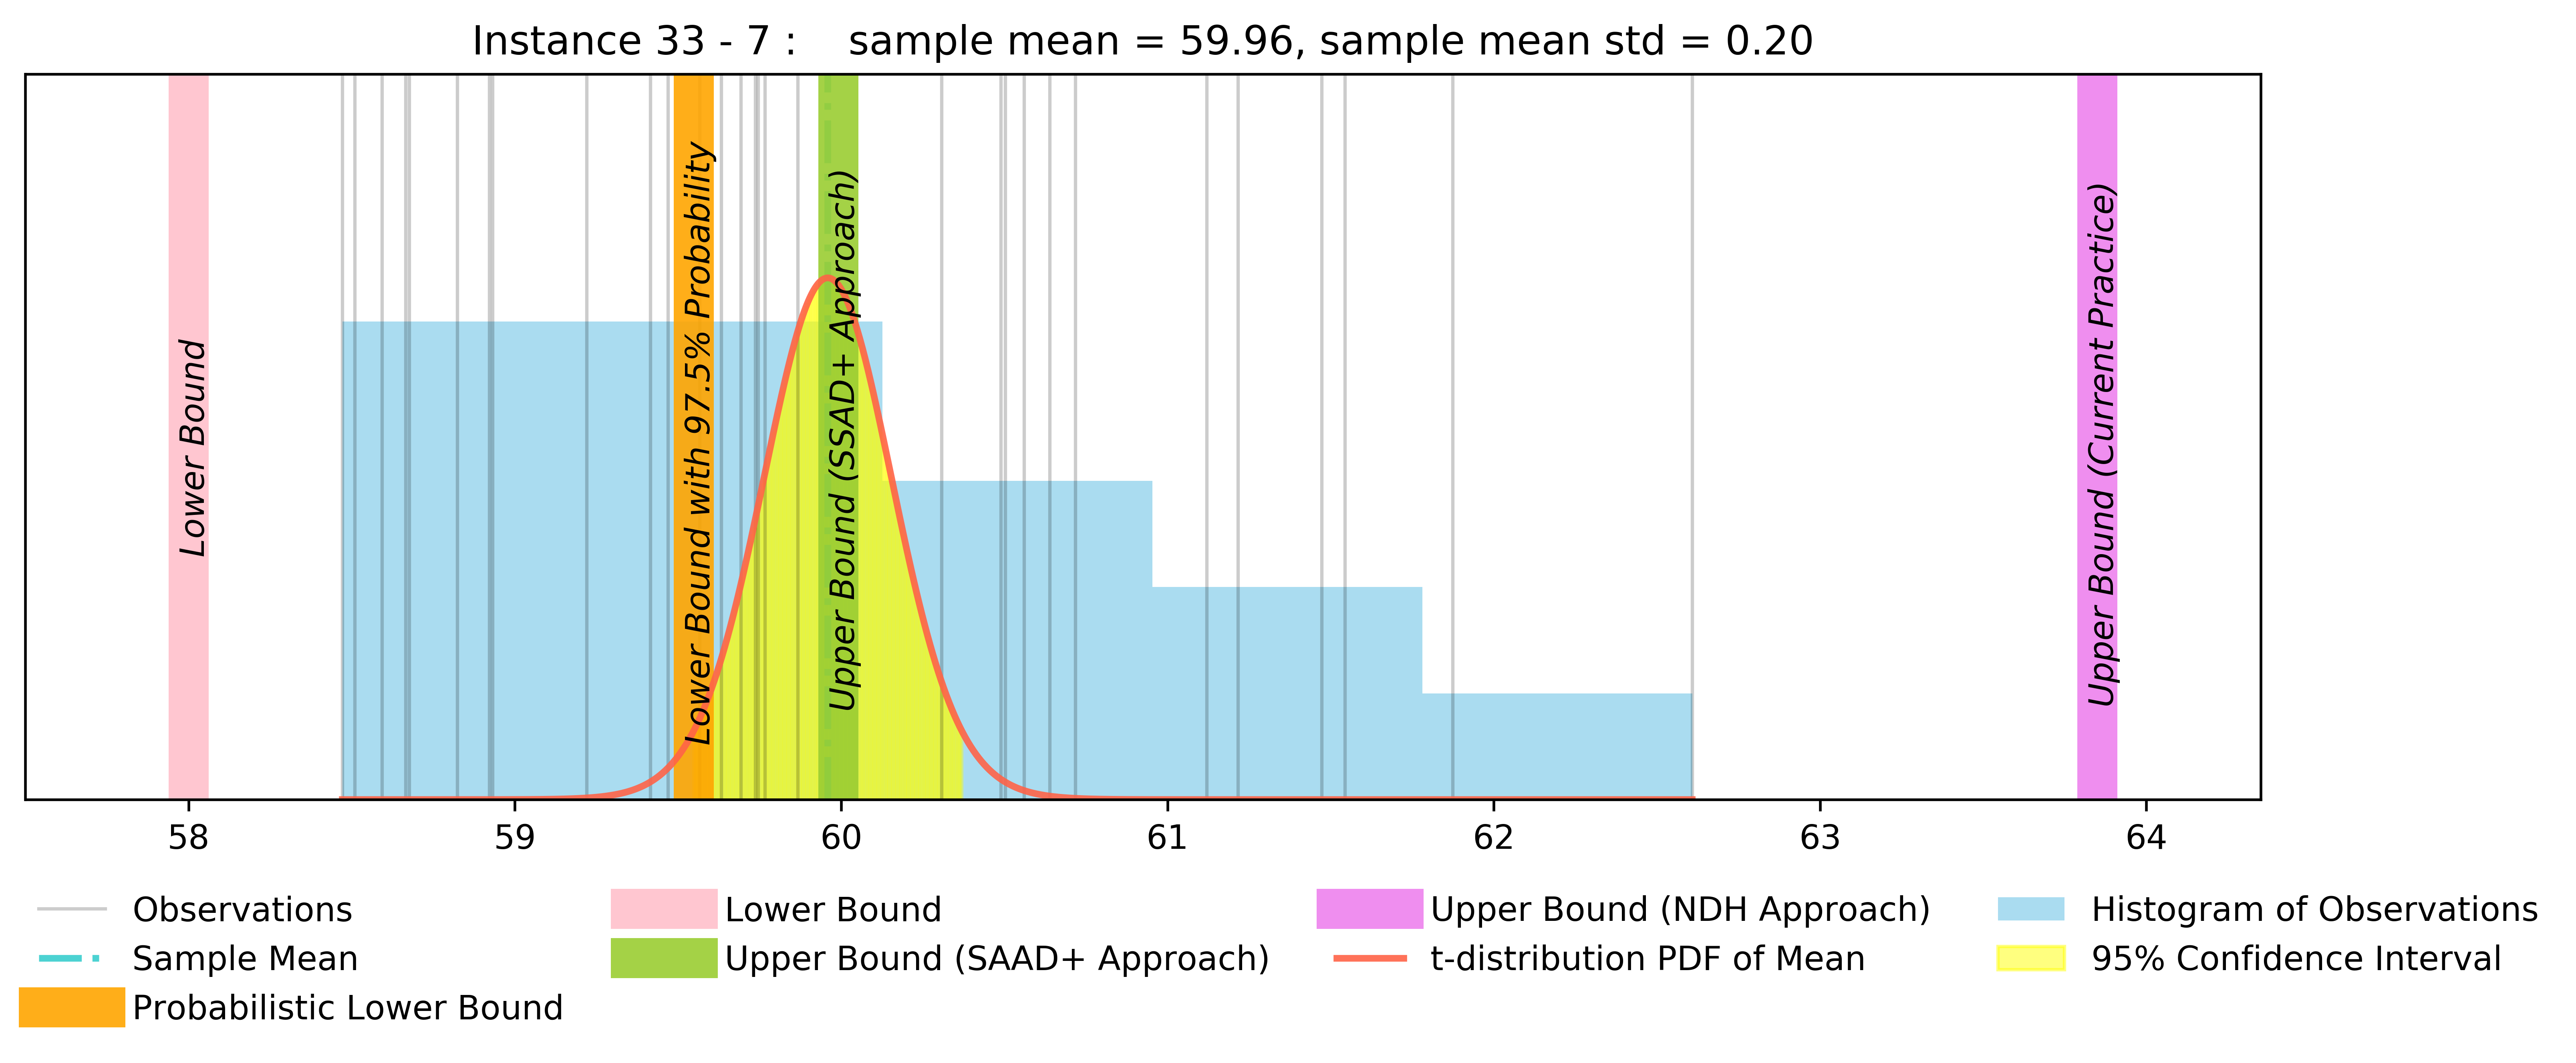 Instance 33 - 7 :    sample mean = 59.96, sample mean std = 0.20
Lower Bound
Lower Bound with 97.5% Probability
Upper Bound (SSAD+ Approach)
Upper Bound (Current Practice)
58 59 60 61 62 63 64
Observations
Sample Mean
Probabilistic Lower Bound
Lower Bound
Upper Bound (SAAD+ Approach)
Upper Bound (NDH Approach)
t-distribution PDF of Mean
Histogram of Observations
95% Confidence Interval